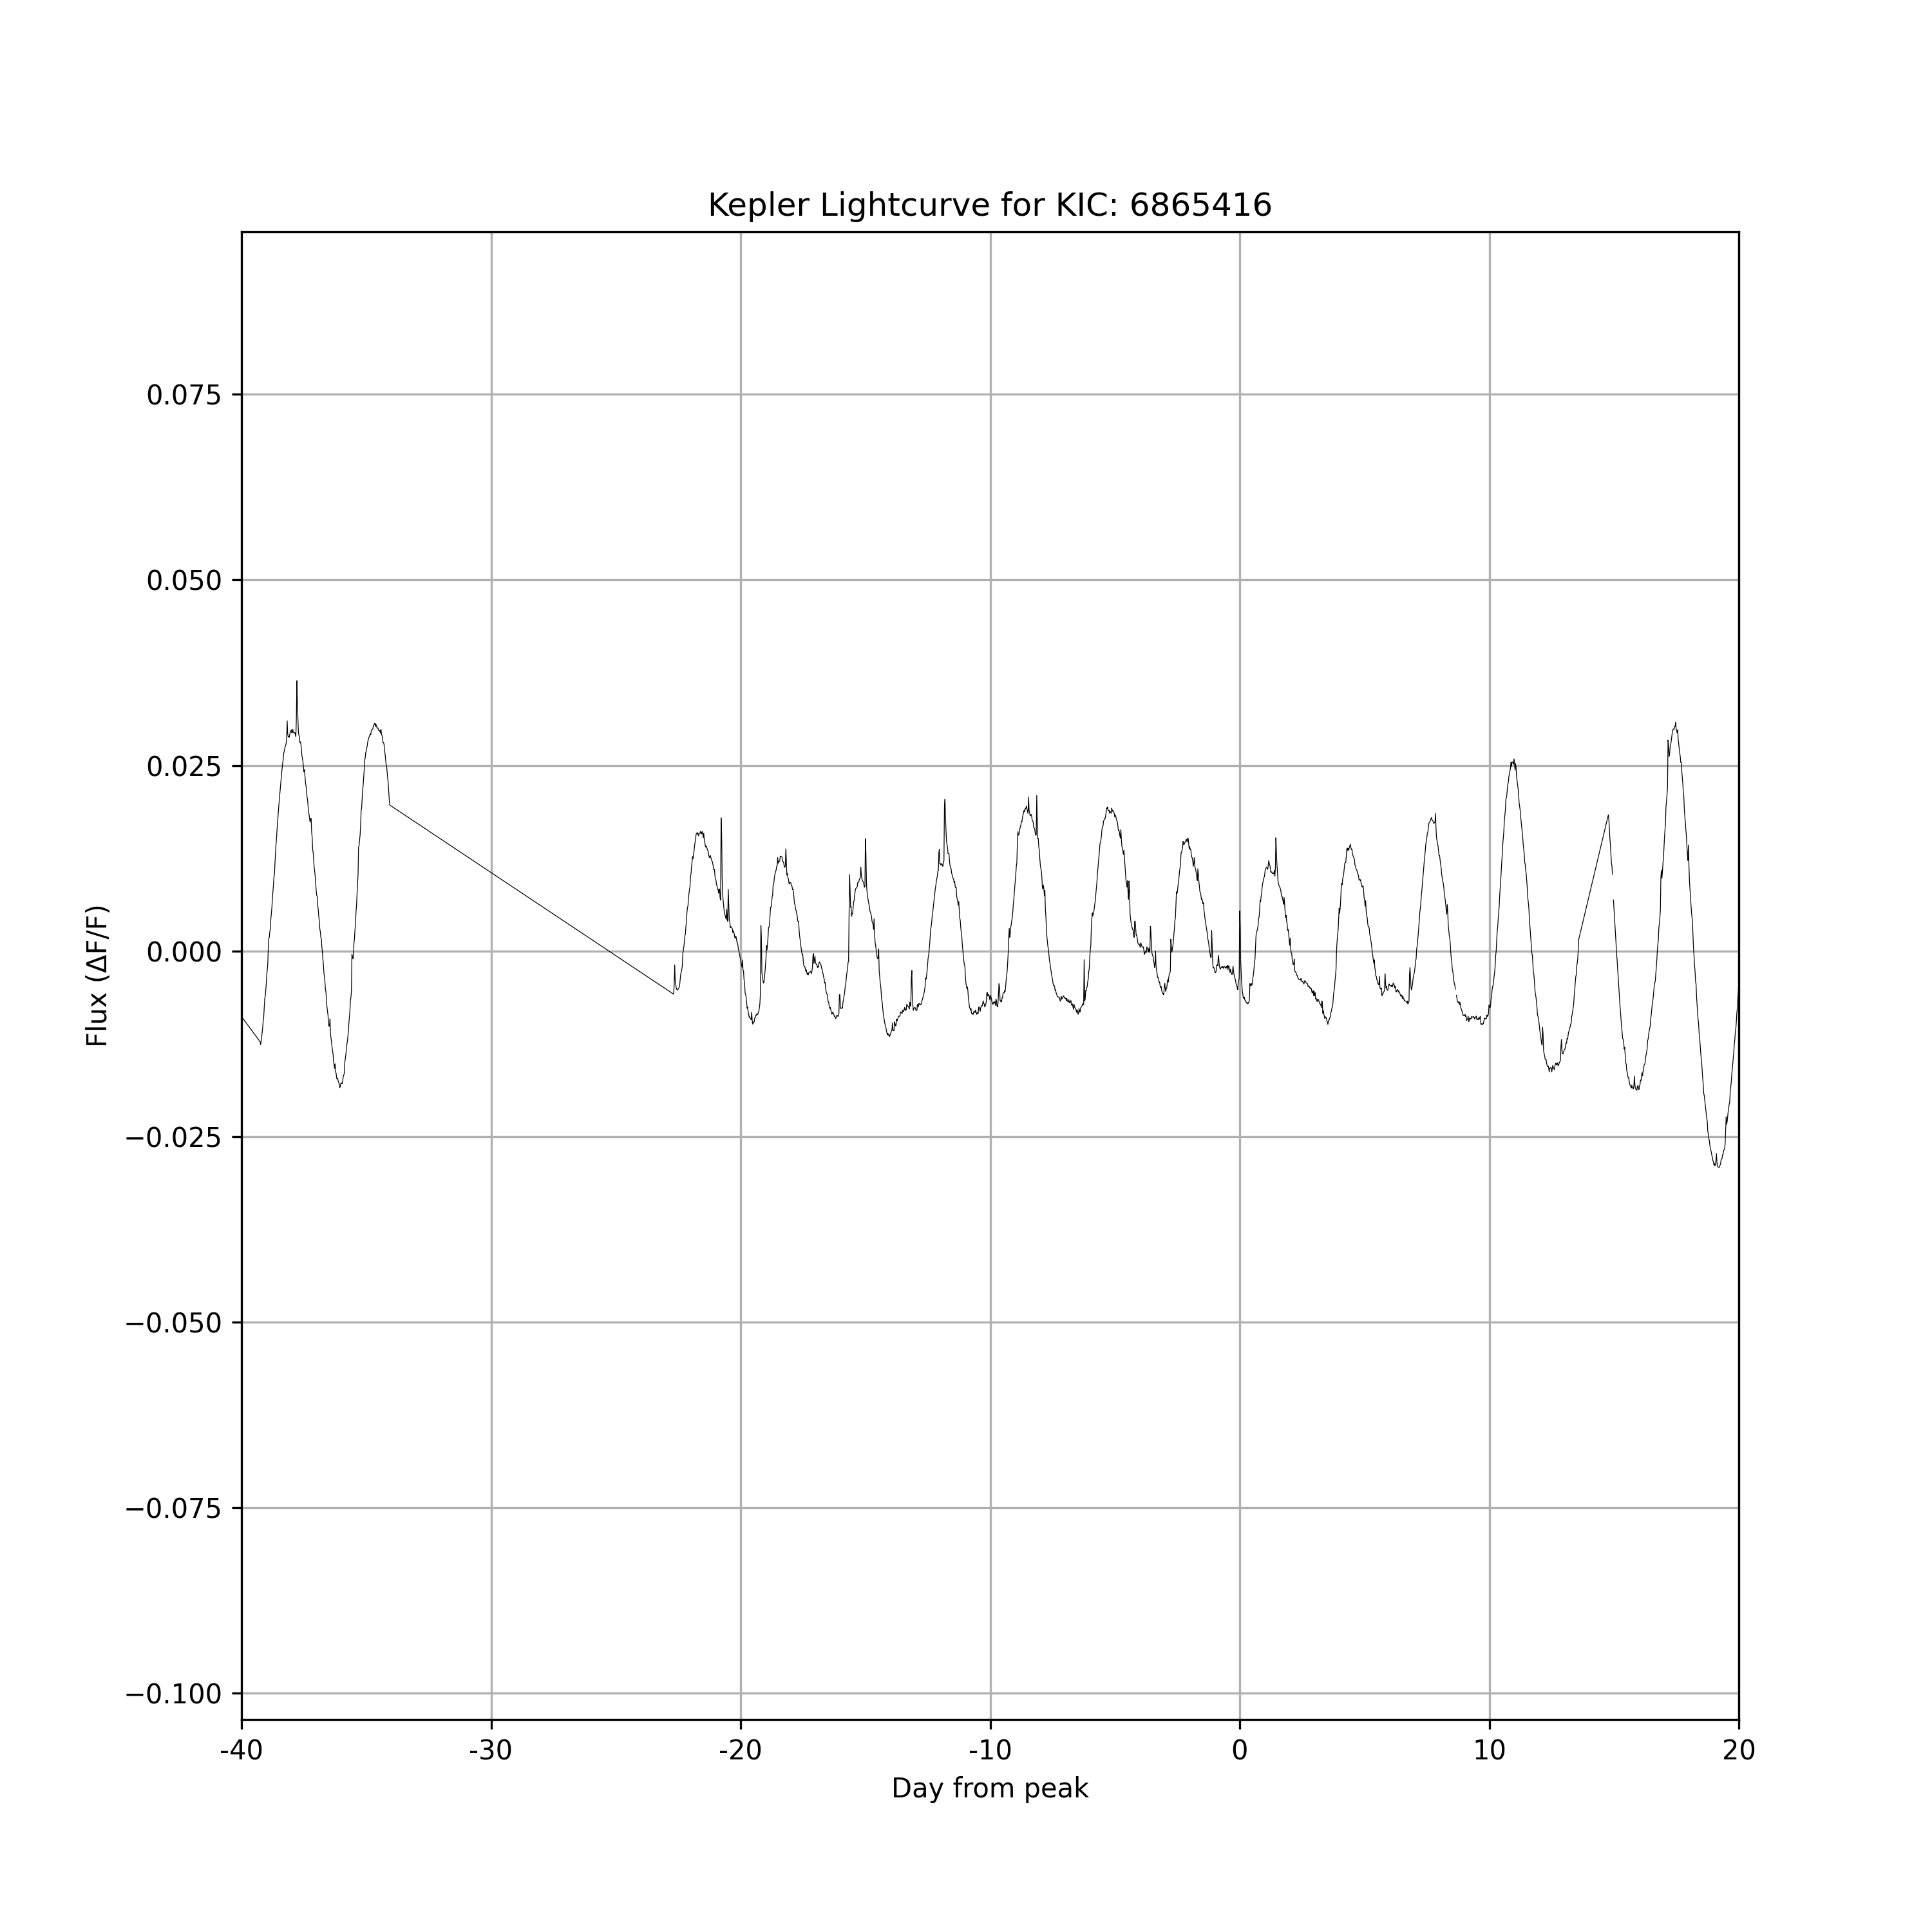 Kepler Lightcurve for KIC: 6865416
Flux (ΔF/F)
0.075
0.050
0.025
0.000
−0.025
−0.050
−0.075
−0.100
-40 -30 -20 -10 0 10 20
Day from peak